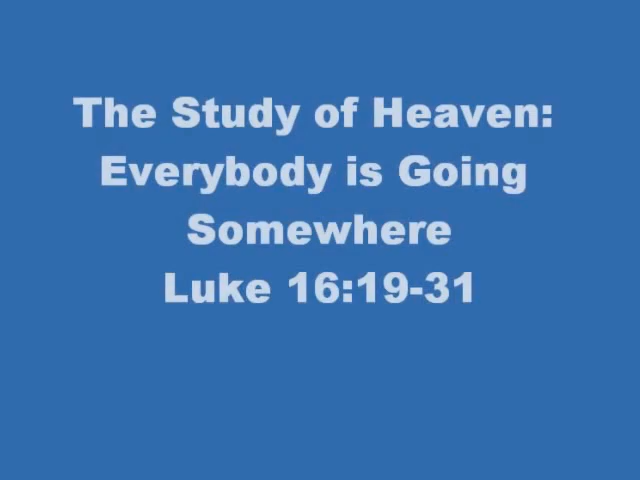 The Study of Heaven:
Everybody is Going
Somewhere
Luke 16:19-31